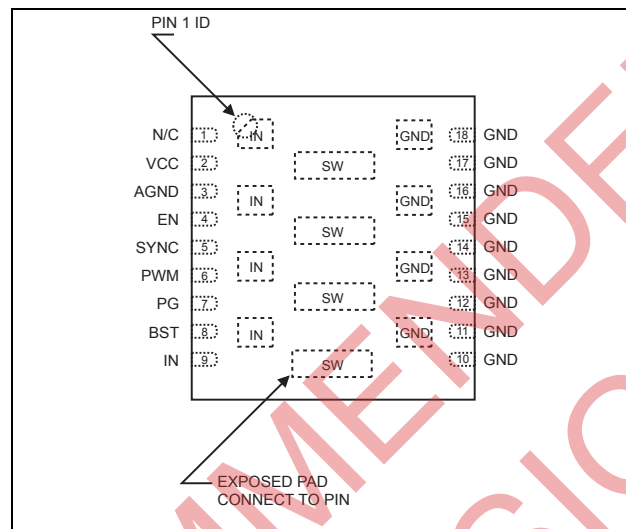 PIN 1 ID
N/C 1 IN GND 18 GND
VCC 2 SW 17 GND
AGND 3 IN GND 16 GND
EN 4 SW 15 GND
SYNC 5 14 GND
PWM 6 IN GND 13 GND
PG 7 SW 12 GND
BST 8 IN GND 11 GND
IN 9 SW 10 GND
EXPOSED PAD
CONNECT TO PIN